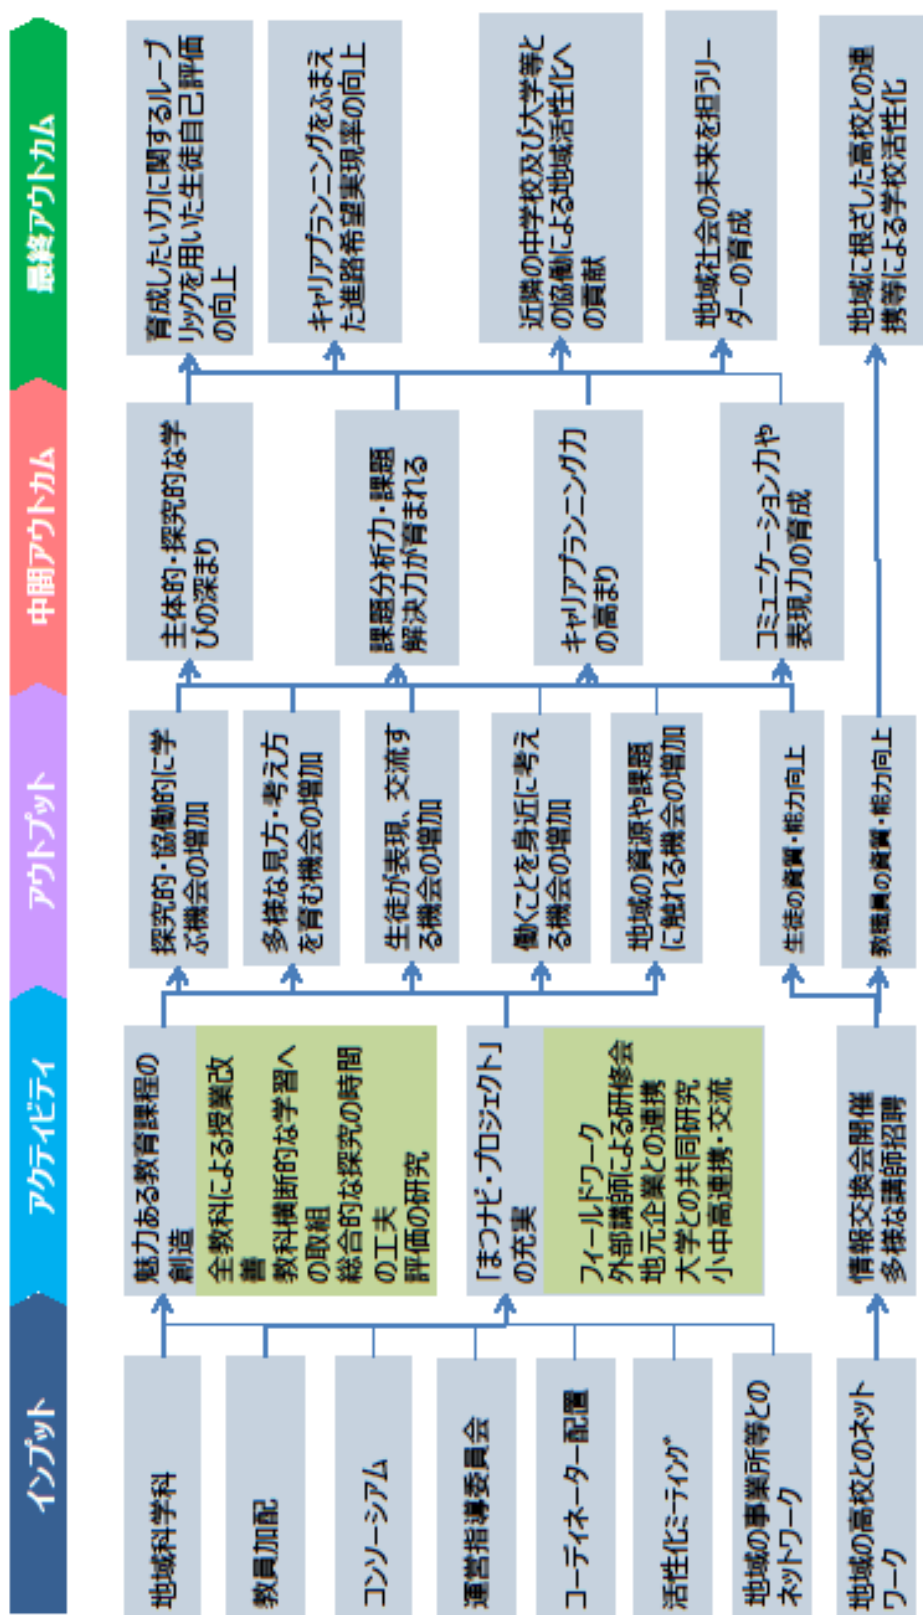 インプット
アクティビティ
アウトプット
中間アウトカム
最終アウトカム
地域科学科
教員加配
コンソーシアム
運営指導委員会
コーディネーター配置
活性化ミーティング
地域の事業所等との
ネットワーク
地域の高校とのネット
ワーク
魅力ある教育課程の
創造
全教科による授業改
善
教科横断的な学習へ
の取組
総合的な探究の時間
の工夫
評価の研究
「まつナビ・プロジェクト」
の充実
フィールドワーク
外部講師による研修会
地元企業との連携
大学との共同研究
小中高連携・交流
情報交換会開催
多様な講師招聘
探究的・協働的に学
ぶ機会の増加
多様な見方・考え方
を育む機会の増加
生徒が表現、交流す
る機会の増加
働くことを身近に考え
る機会の増加
地域の資源や課題
に触れる機会の増加
生徒の資質・能力向上
教職員の資質・能力向上
主体的・探究的な学
びの深まり
課題分析力・課題
解決力が育まれる
キャリアプランニング力
の高まり
コミュニケーション力や
表現力の育成
育成したい力に関するルーブ
リックを用いた生徒自己評価
の向上
キャリアプランニングをふまえ
た進路希望実現率の向上
近隣の中学校及び大学等と
の協働による地域活性化へ
の貢献
地域社会の未来を担うリー
ダーの育成
地域に根ざした高校との連
携等による学校活性化